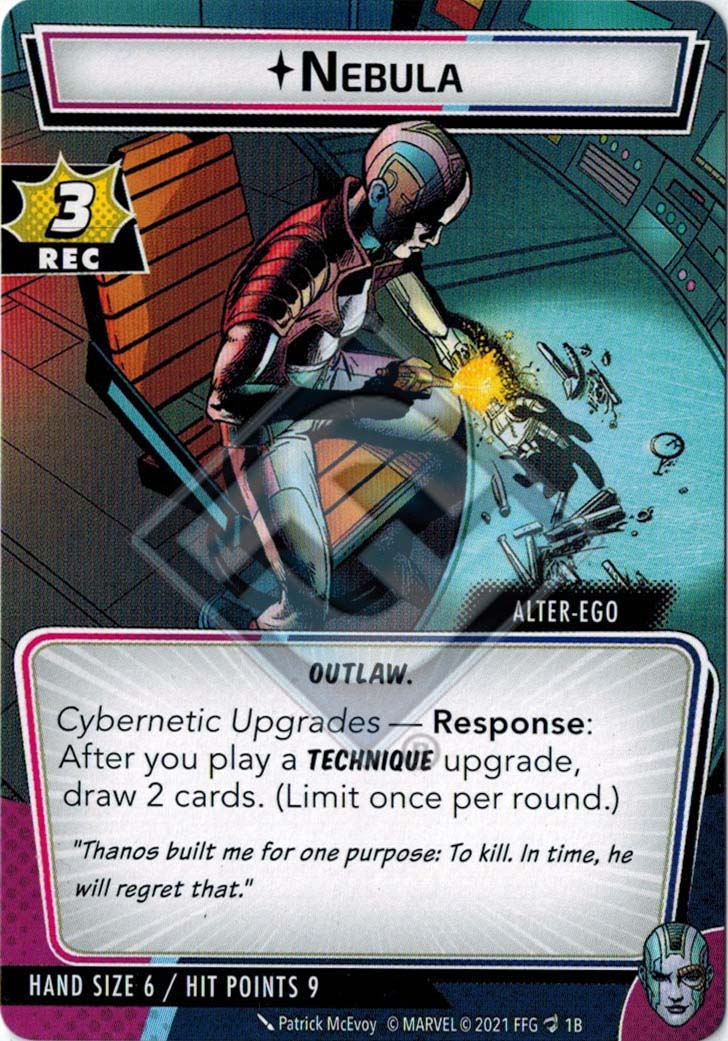 NEBULA
3
REC
ALTER-EGO
OUTLAW.
Cybernetic Upgrades — Response:
After you play a TECHNIQUE upgrade,
draw 2 cards. (Limit once per round.)
"Thanos built me for one purpose: To kill. In time, he
will regret that."
HAND SIZE 6 / HIT POINTS 9
Patrick McEvoy © MARVEL © 2021 FFG 1B